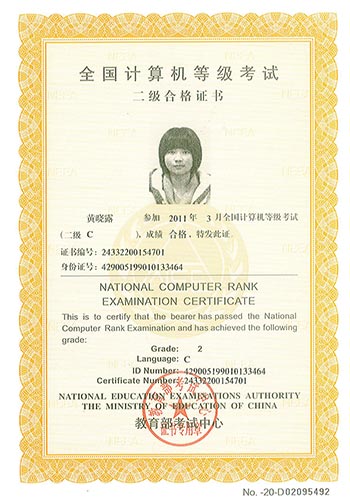 全国计算机等级考试
二级合格证书
黄晓露 参加 2011 年 3 月全国计算机等级考试
(二级 C ), 成绩 合格, 特发此证。
证书编号: 24332200154701
身份证号: 429005199010133464
NATIONAL COMPUTER RANK
EXAMINATION CERTIFICATE
This is to certify that the bearer has passed the National
Computer Rank Examination and has achieved the following
grade:
Grade: 2
Language: C
ID Number: 429005199010133464
Certificate Number: 24332200154701
NATIONAL EDUCATION EXAMINATIONS AUTHORITY
THE MINISTRY OF EDUCATION OF CHINA
教育部考试中心
No. -20-D02095492